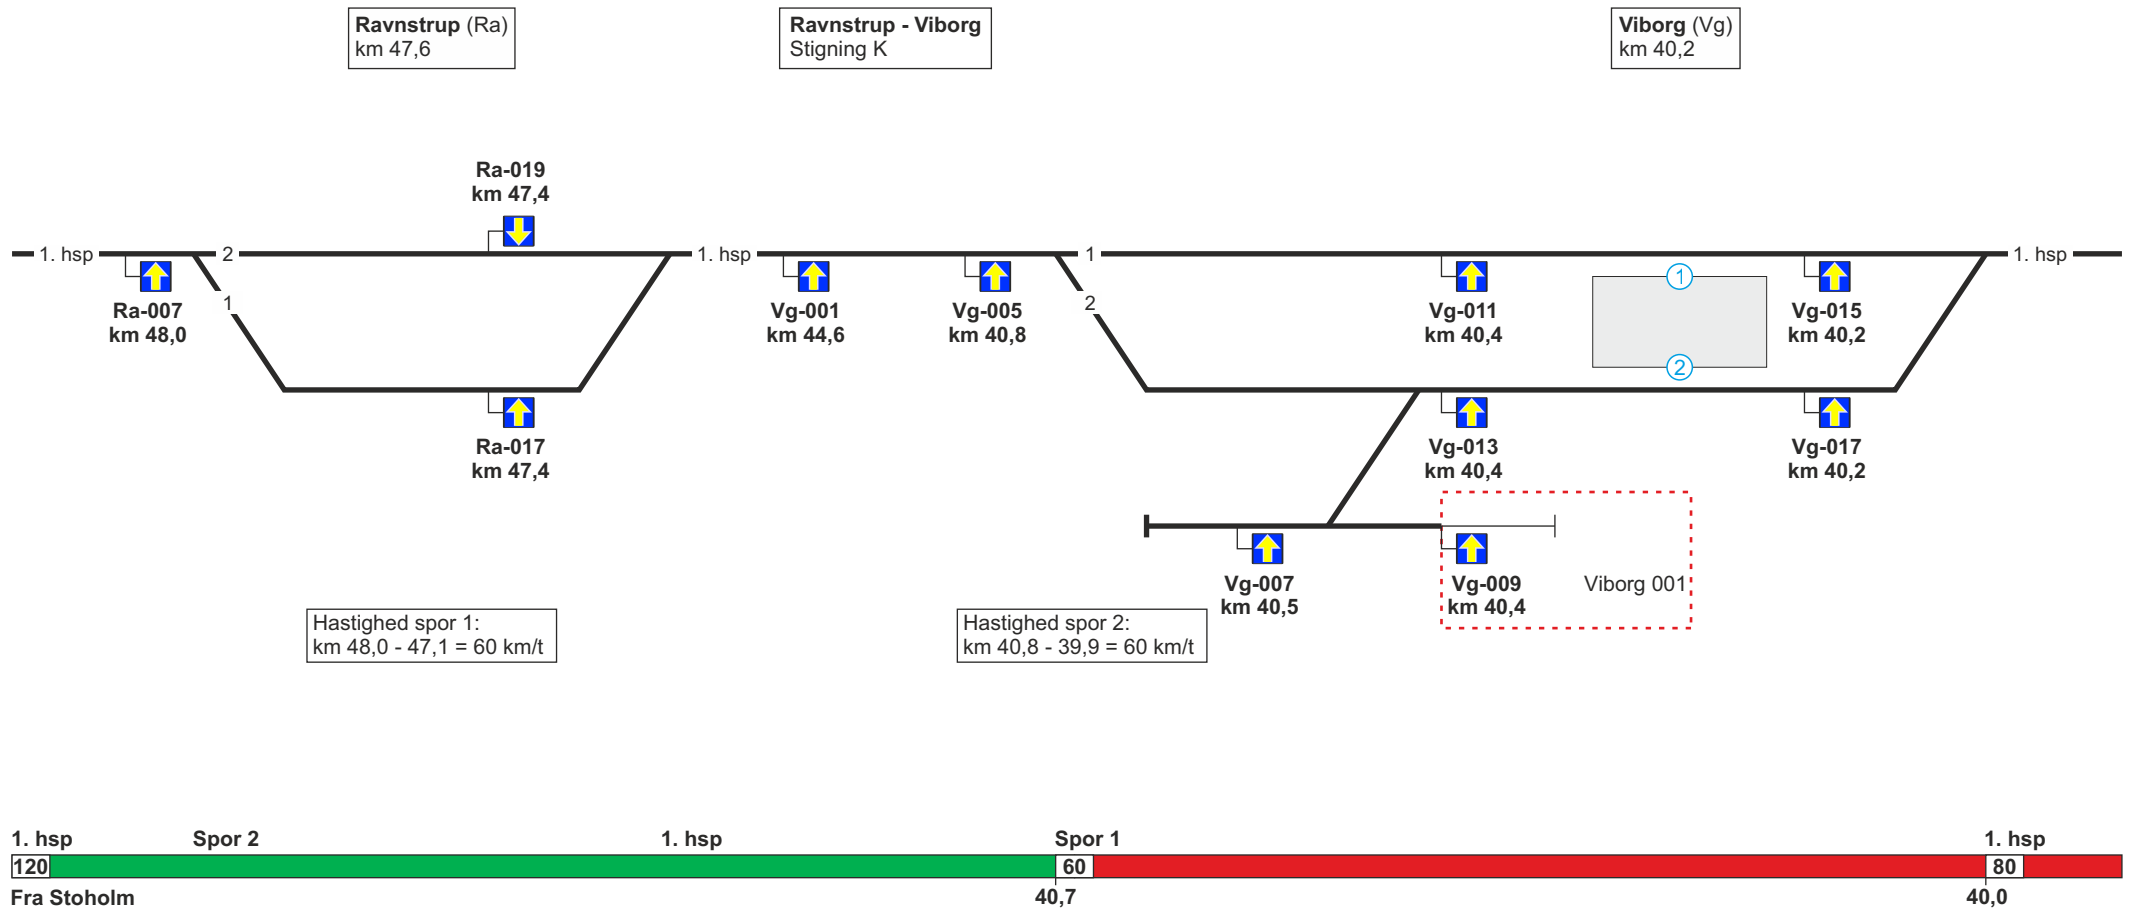 Ravnstrup (Ra)
km 47,6
Ravnstrup - Viborg
Stigning K
Viborg (Vg)
km 40,2
Ra-019
km 47,4
1. hsp
2
1. hsp
1
1. hsp
1
2
1
2
Ra-007
km 48,0
Vg-001
km 44,6
Vg-005
km 40,8
Vg-011
km 40,4
Vg-015
km 40,2
Ra-017
km 47,4
Vg-013
km 40,4
Vg-017
km 40,2
Vg-007
km 40,5
Vg-009
km 40,4
Viborg 001
Hastighed spor 1:
km 48,0 - 47,1 = 60 km/t
Hastighed spor 2:
km 40,8 - 39,9 = 60 km/t
1. hsp
Spor 2
1. hsp
Spor 1
1. hsp
120
60
80
Fra Stoholm
40,7
40,0